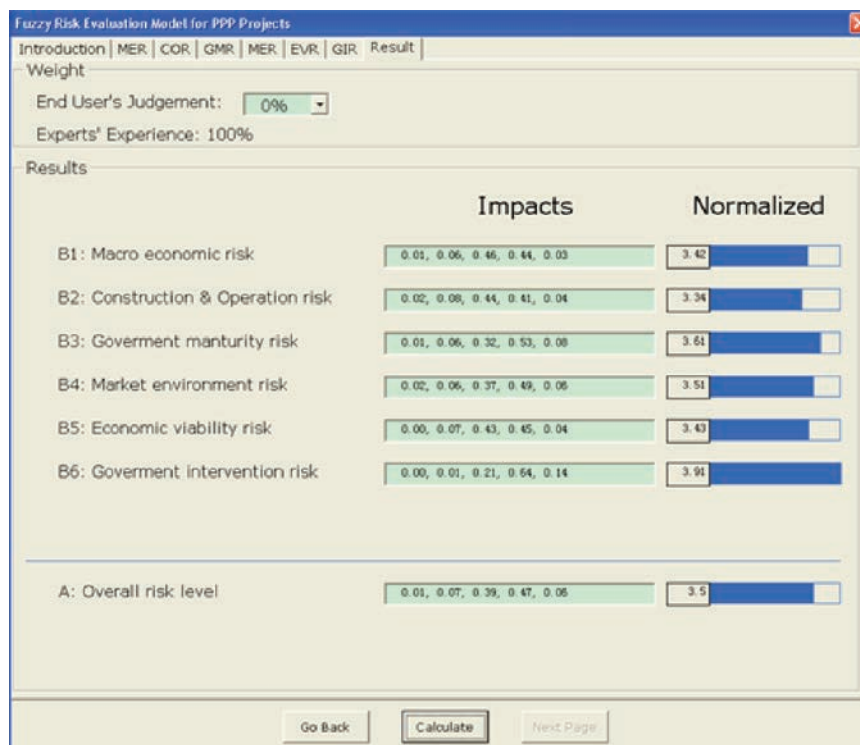 Fuzzy Risk Evaluation Model for PPP Projects
Introduction | MER | COR | GMR | MER | EVR | GIR | Result |
Weight
End User's Judgement: 0%
Experts' Experience: 100%
Results
Impacts Normalized
B1: Macro economic risk 0.01, 0.06, 0.46, 0.44, 0.03 3.42
B2: Construction & Operation risk 0.02, 0.08, 0.44, 0.41, 0.04 3.34
B3: Goverment manturity risk 0.01, 0.06, 0.32, 0.53, 0.08 3.61
B4: Market environment risk 0.02, 0.06, 0.37, 0.49, 0.06 3.51
B5: Economic viability risk 0.00, 0.07, 0.43, 0.45, 0.04 3.43
B6: Goverment intervention risk 0.00, 0.01, 0.21, 0.64, 0.14 3.91
A: Overall risk level 0.01, 0.07, 0.39, 0.47, 0.06 3.5
Go Back Calculate Next Page